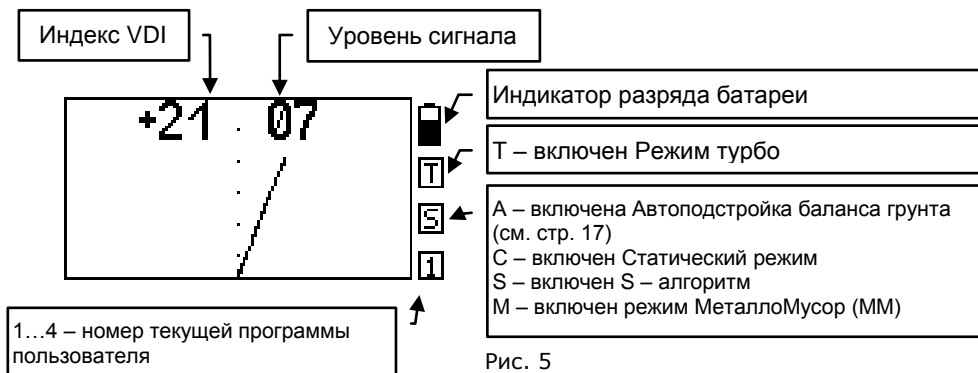 Индекс VDI
Уровень сигнала
+21 07
Индикатор разряда батареи
T
T – включен Режим турбо
S
A – включена Автоподстройка баланса грунта
(см. стр. 17)
C – включен Статический режим
S – включен S – алгоритм
M – включен режим МеталлоМусор (ММ)
1
1…4 – номер текущей программы
пользователя
Рис. 5